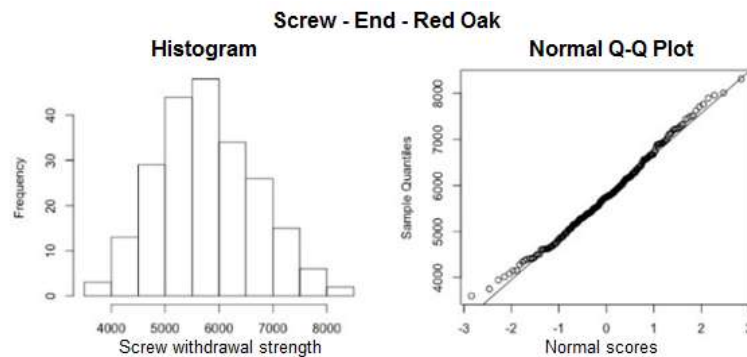 Screw - End - Red Oak
Histogram
Frequency
0
10
20
30
40
4000 5000 6000 7000 8000
Screw withdrawal strength
Normal Q-Q Plot
Sample Quantiles
4000
5000
6000
7000
8000
-3 -2 -1 0 1 2
Normal scores